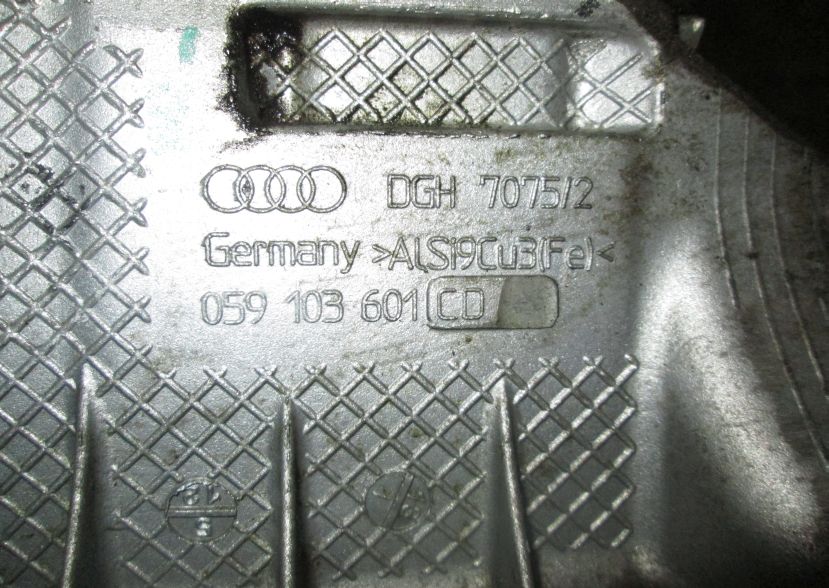 DGH 7075/2
Germany >AlSi9Cu3(Fe)<
059 103 601 CD